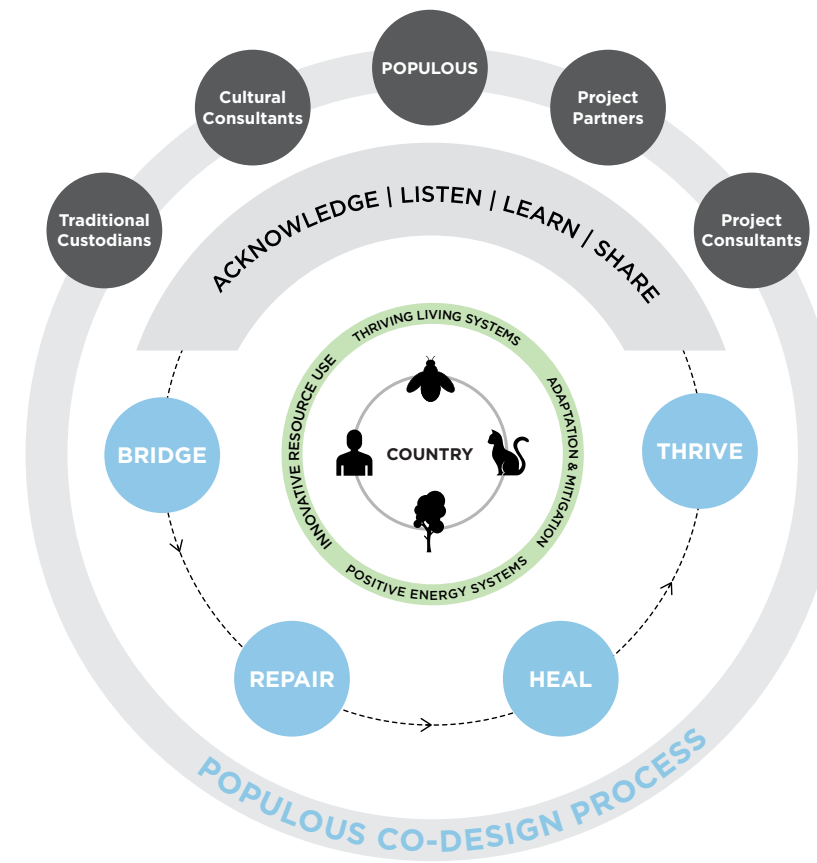 POPULOUS
Cultural
Consultants
Project
Partners
Traditional
Custodians
Project
Consultants
ACKNOWLEDGE | LISTEN | LEARN | SHARE
THRIVING LIVING SYSTEMS
INNOVATIVE RESOURCE USE
ADAPTATION & MITIGATION
COUNTRY
POSITIVE ENERGY SYSTEMS
BRIDGE
THRIVE
REPAIR
HEAL
POPULOUS CO-DESIGN PROCESS